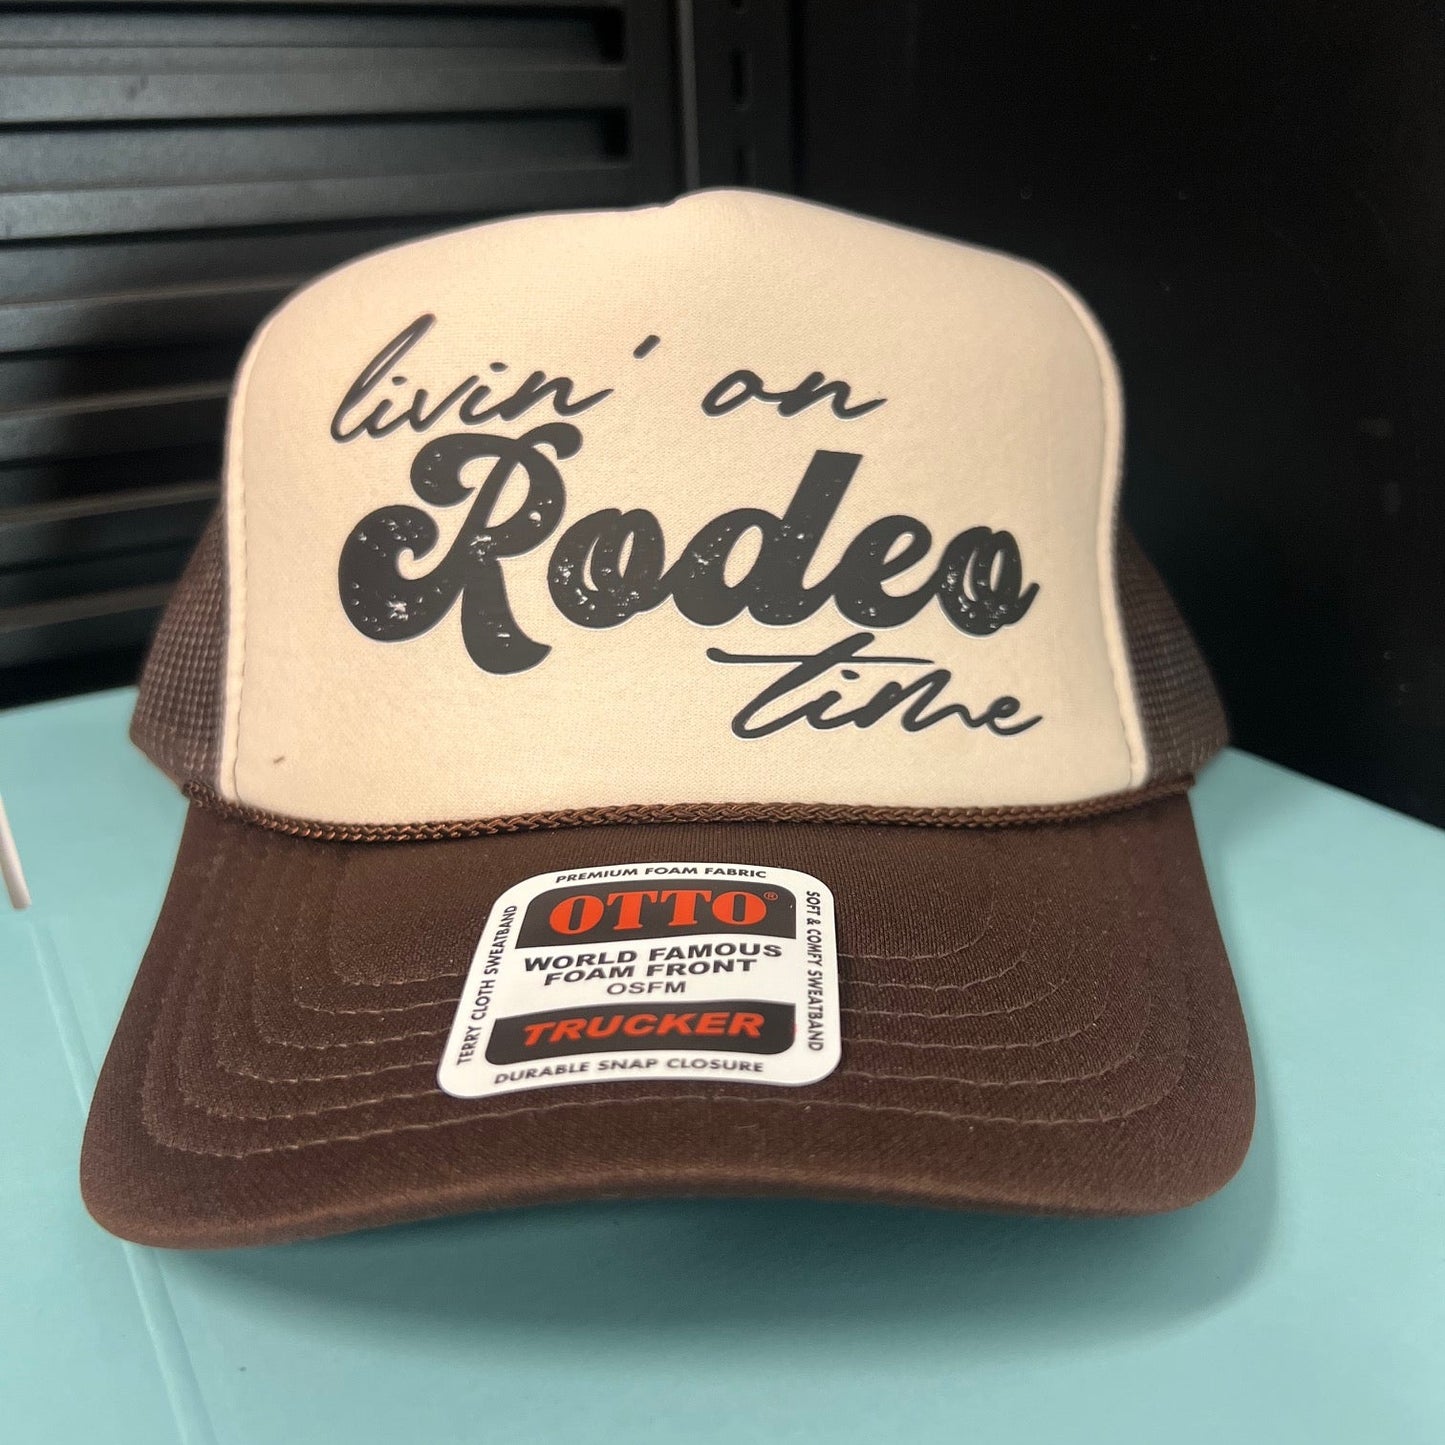 livin' on
Rodeo
time
PREMIUM FOAM FABRIC
OTTO®
WORLD FAMOUS
FOAM FRONT
OSFM
TRUCKER
DURABLE SNAP CLOSURE
TERRY CLOTH SWEATBAND
SOFT & COMFY SWEATBAND